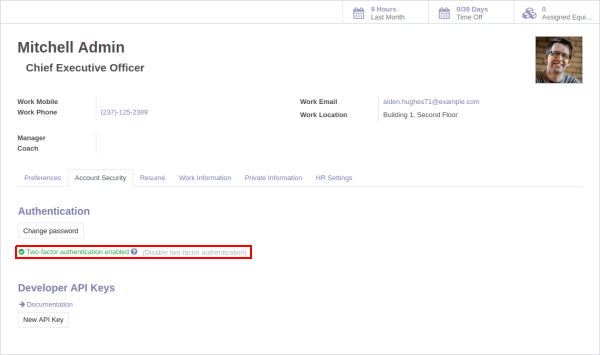 9 Hours
Last Month
0/39 Days
Time Off
0
Assigned Equi...
Mitchell Admin
Chief Executive Officer
Work Mobile
Work Phone (237)-125-2389
Work Email aiden.hughes71@example.com
Work Location Building 1, Second Floor
Manager
Coach
Preferences Account Security Resumé Work Information Private Information HR Settings
Authentication
Change password
Two-factor authentication enabled ? (Disable two-factor authentication)
Developer API Keys
Documentation
New API Key